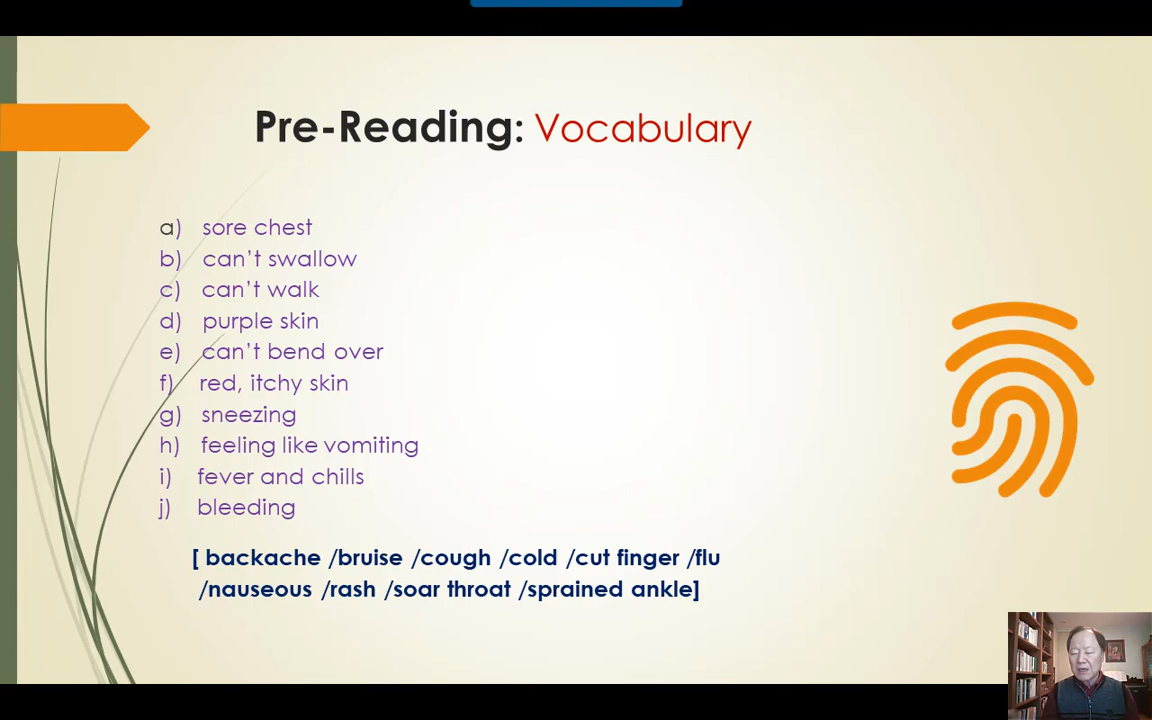 Pre-Reading: Vocabulary
a) sore chest
b) can't swallow
c) can't walk
d) purple skin
e) can't bend over
f) red, itchy skin
g) sneezing
h) feeling like vomiting
i) fever and chills
j) bleeding
[ backache /bruise /cough /cold /cut finger /flu
/nauseous /rash /soar throat /sprained ankle]